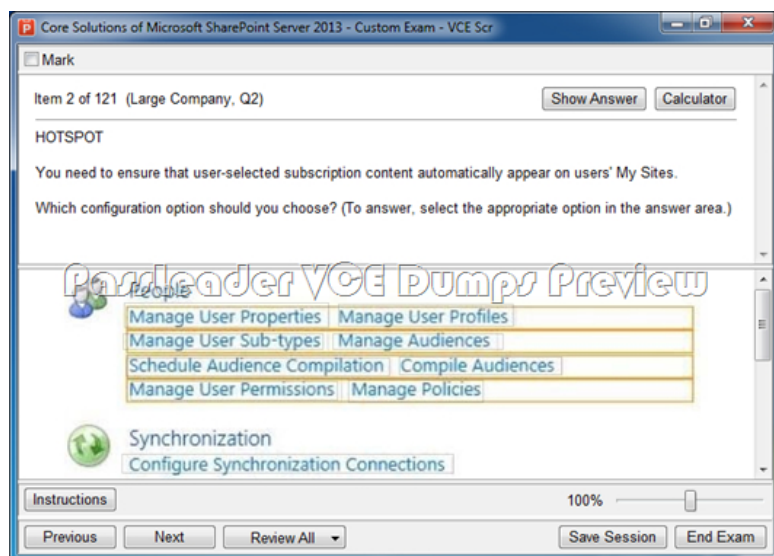 Core Solutions of Microsoft SharePoint Server 2013 - Custom Exam - VCE Scr
Mark
Item 2 of 121 (Large Company, Q2)
Show Answer
Calculator
HOTSPOT
You need to ensure that user-selected subscription content automatically appear on users' My Sites.
Which configuration option should you choose? (To answer, select the appropriate option in the answer area.)
Passleader VCE Dumps Preview
People
Manage User Properties Manage User Profiles
Manage User Sub-types Manage Audiences
Schedule Audience Compilation Compile Audiences
Manage User Permissions Manage Policies
Synchronization
Configure Synchronization Connections
Instructions
100%
Previous
Next
Review All
Save Session
End Exam